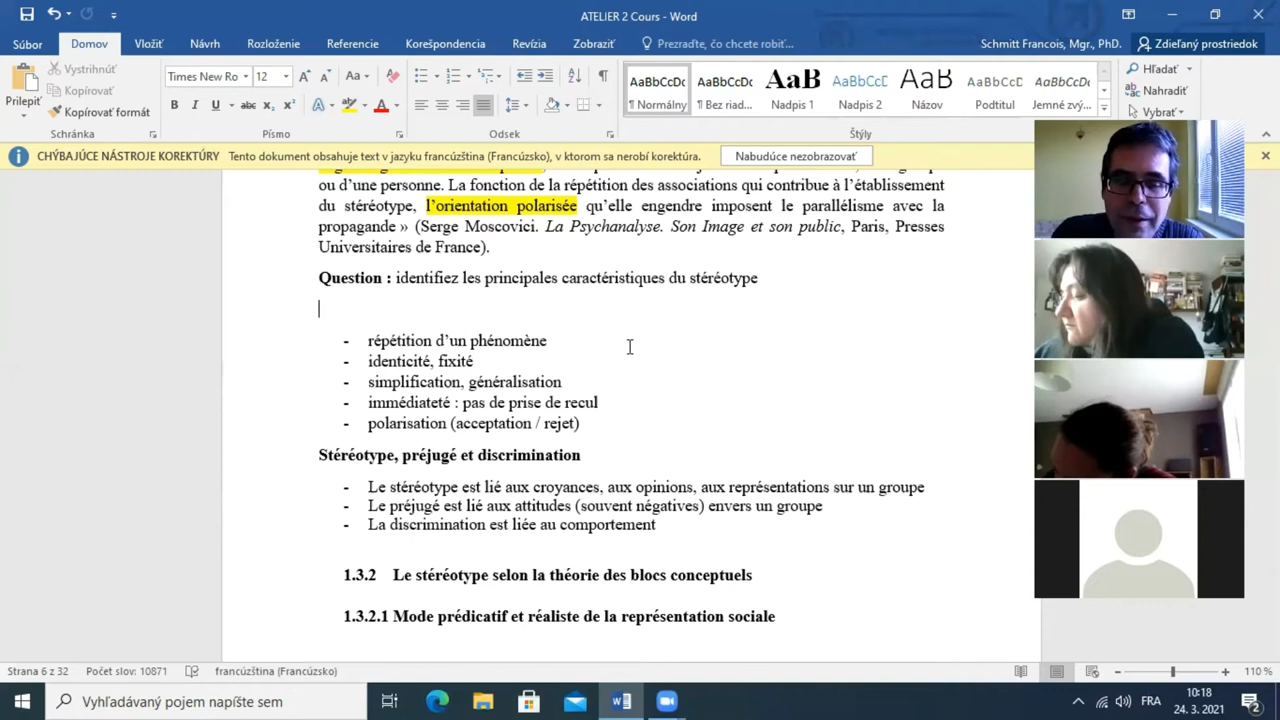 ATELIER 2 Cours - Word
Súbor Domov Vložiť Návrh Rozloženie Referencie Korešpondencia Revízia Zobraziť Prezraďte, čo chcete robiť... Schmitt Francois, Mgr., PhD. Zdieľaný prostriedok
Prilepiť
Vystrihnúť
Kopírovať
Kopírovať formát
Schránka
Times New Ro 12
Písmo
Odsek
AaBbCcDc AaBbCcDc AaB AaBbCcD AaB AaBbCcD AaBbCcDc
¶ Normálny ¶ Bez riad... Nadpis 1 Nadpis 2 Názov Podtitul Jemné zvý...
Štýly
Hľadať
Nahradiť
Vybrať
CHÝBAJÚCE NÁSTROJE KOREKTÚRY Tento dokument obsahuje text v jazyku francúzština (Francúzsko), v ktorom sa nerobí korektúra. Nabudúce nezobrazovať
ou d’une personne. La fonction de la répétition des associations qui contribue à l’établissement
du stéréotype, l’orientation polarisée qu’elle engendre imposent le parallélisme avec la
propagande » (Serge Moscovici. La Psychanalyse. Son Image et son public, Paris, Presses
Universitaires de France).
Question : identifiez les principales caractéristiques du stéréotype
- répétition d’un phénomène
- identicité, fixité
- simplification, généralisation
- immédiateté : pas de prise de recul
- polarisation (acceptation / rejet)
Stéréotype, préjugé et discrimination
- Le stéréotype est lié aux croyances, aux opinions, aux représentations sur un groupe
- Le préjugé est lié aux attitudes (souvent négatives) envers un groupe
- La discrimination est liée au comportement
1.3.2 Le stéréotype selon la théorie des blocs conceptuels
1.3.2.1 Mode prédicatif et réaliste de la représentation sociale
Strana 6 z 32 Počet slov: 10871 francúzština (Francúzsko) 110 %
Vyhľadávaný pojem napíšte sem
FRA
10:18
24. 3. 2021
2